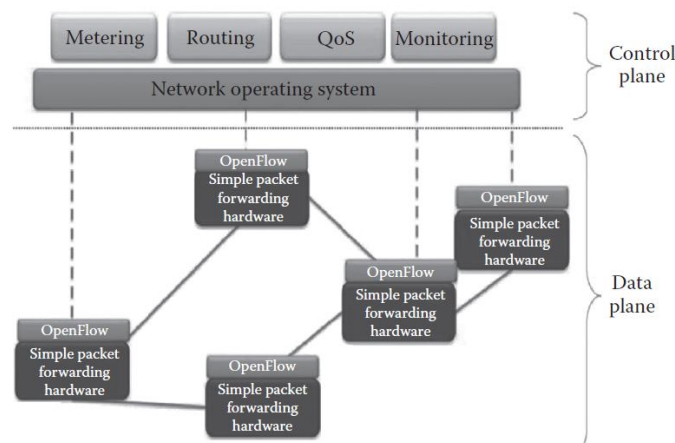 Metering
Routing
QoS
Monitoring
Control
plane
Network operating system
OpenFlow
Simple packet
forwarding
hardware
OpenFlow
Simple packet
forwarding
hardware
OpenFlow
Simple packet
forwarding
hardware
Data
plane
OpenFlow
Simple packet
forwarding
hardware
OpenFlow
Simple packet
forwarding
hardware